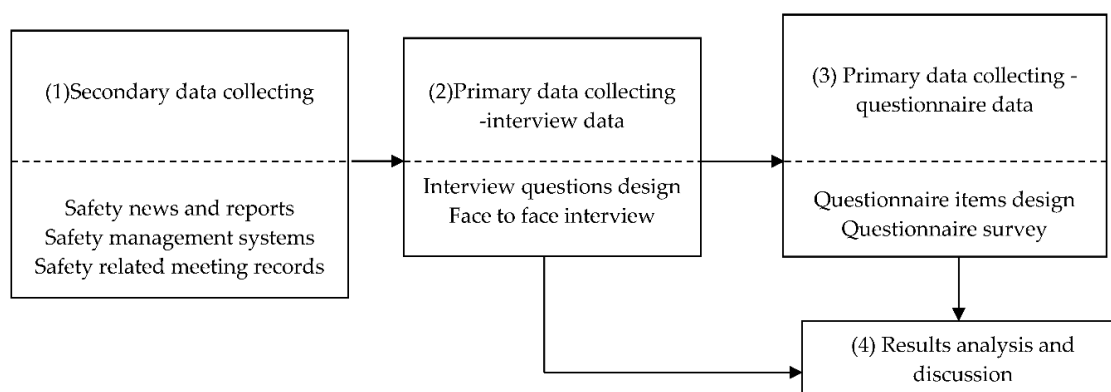 (1)Secondary data collecting
Safety news and reports
Safety management systems
Safety related meeting records
(2)Primary data collecting
-interview data
Interview questions design
Face to face interview
(3) Primary data collecting -
questionnaire data
Questionnaire items design
Questionnaire survey
(4) Results analysis and
discussion